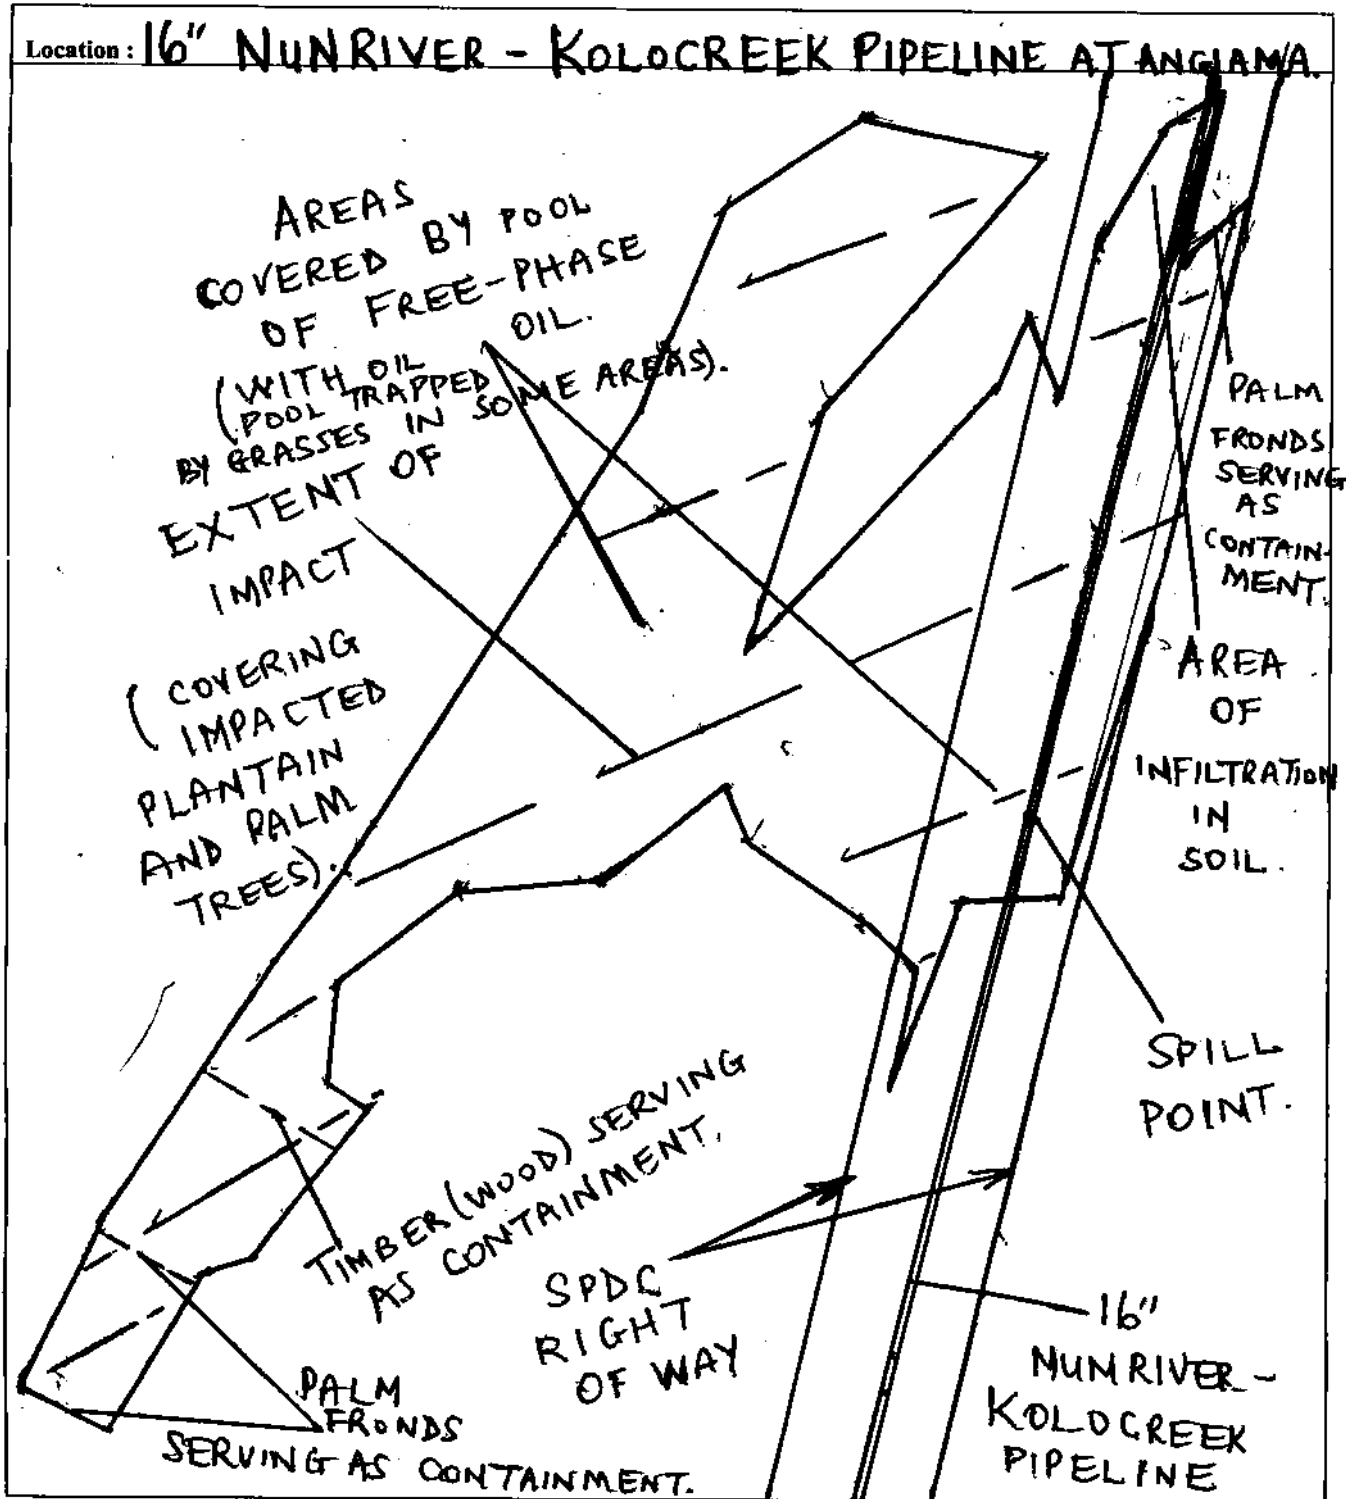 Location : 16" NUNRIVER - KOLOCREEK PIPELINE AT ANGIAMA.
AREAS
COVERED BY POOL
OF FREE-PHASE
OIL.
(WITH OIL
POOL TRAPPED
BY GRASSES IN SOME AREAS).
EXTENT OF
IMPACT
(COVERING
IMPACTED
PLANTAIN
AND PALM
TREES).
PALM
FRONDS
SERVING
AS
CONTAIN-
MENT.
AREA
OF
INFILTRATION
IN
SOIL.
SPILL
POINT.
TIMBER (WOOD) SERVING
AS CONTAINMENT.
SPDC
RIGHT
OF WAY
16"
NUMRIVER-
KOLOCREEK
PIPELINE
PALM
FRONDS
SERVING AS CONTAINMENT.